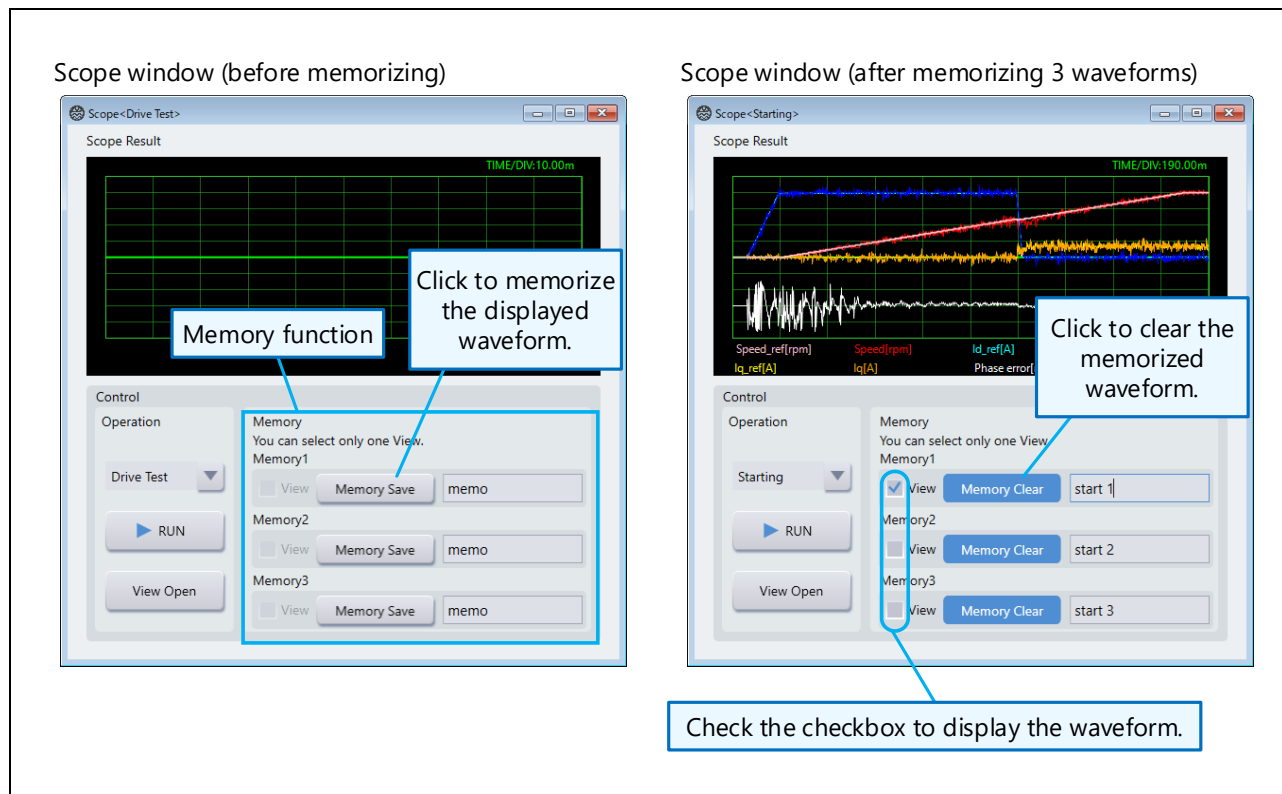 Scope window (before memorizing)
Scope<Drive Test>
Scope Result
TIME/DIV:10.00m
Click to memorize
the displayed
waveform.
Memory function
Control
Operation
Drive Test
RUN
View Open
Memory
You can select only one View.
Memory1
View Memory Save memo
Memory2
View Memory Save memo
Memory3
View Memory Save memo
Scope window (after memorizing 3 waveforms)
Scope<Starting>
Scope Result
TIME/DIV:190.00m
Speed_ref[rpm] Speed[rpm] Id_ref[A]
Iq_ref[A] Iq[A] Phase error[
Click to clear the
memorized
waveform.
Control
Operation
Starting
RUN
View Open
Memory
You can select only one View
Memory1
View Memory Clear start 1
Memory2
View Memory Clear start 2
Memory3
View Memory Clear start 3
Check the checkbox to display the waveform.